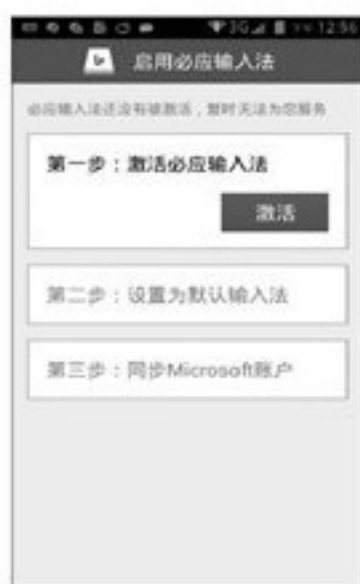 3G 12:56
启用必应输入法
必应输入法还没有被激活，暂时无法为您服务
第一步：激活必应输入法
激活
第二步：设置为默认输入法
第三步：同步Microsoft账户